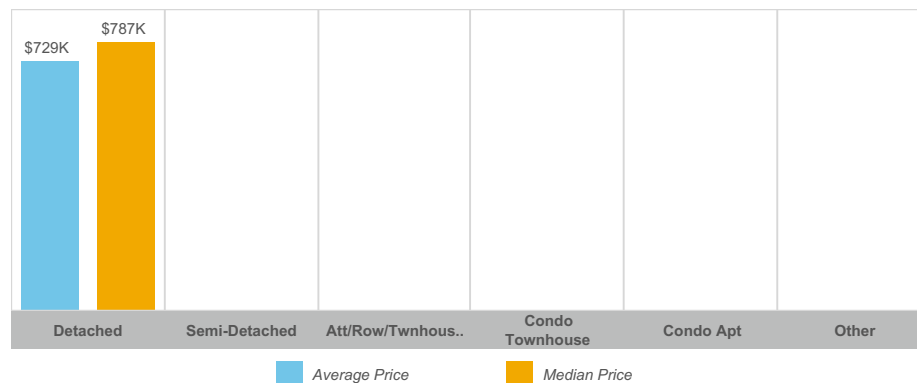 $729K
$787K
Detached
Semi-Detached
Att/Row/Twnhous..
Condo
Townhouse
Condo Apt
Other
Average Price
Median Price